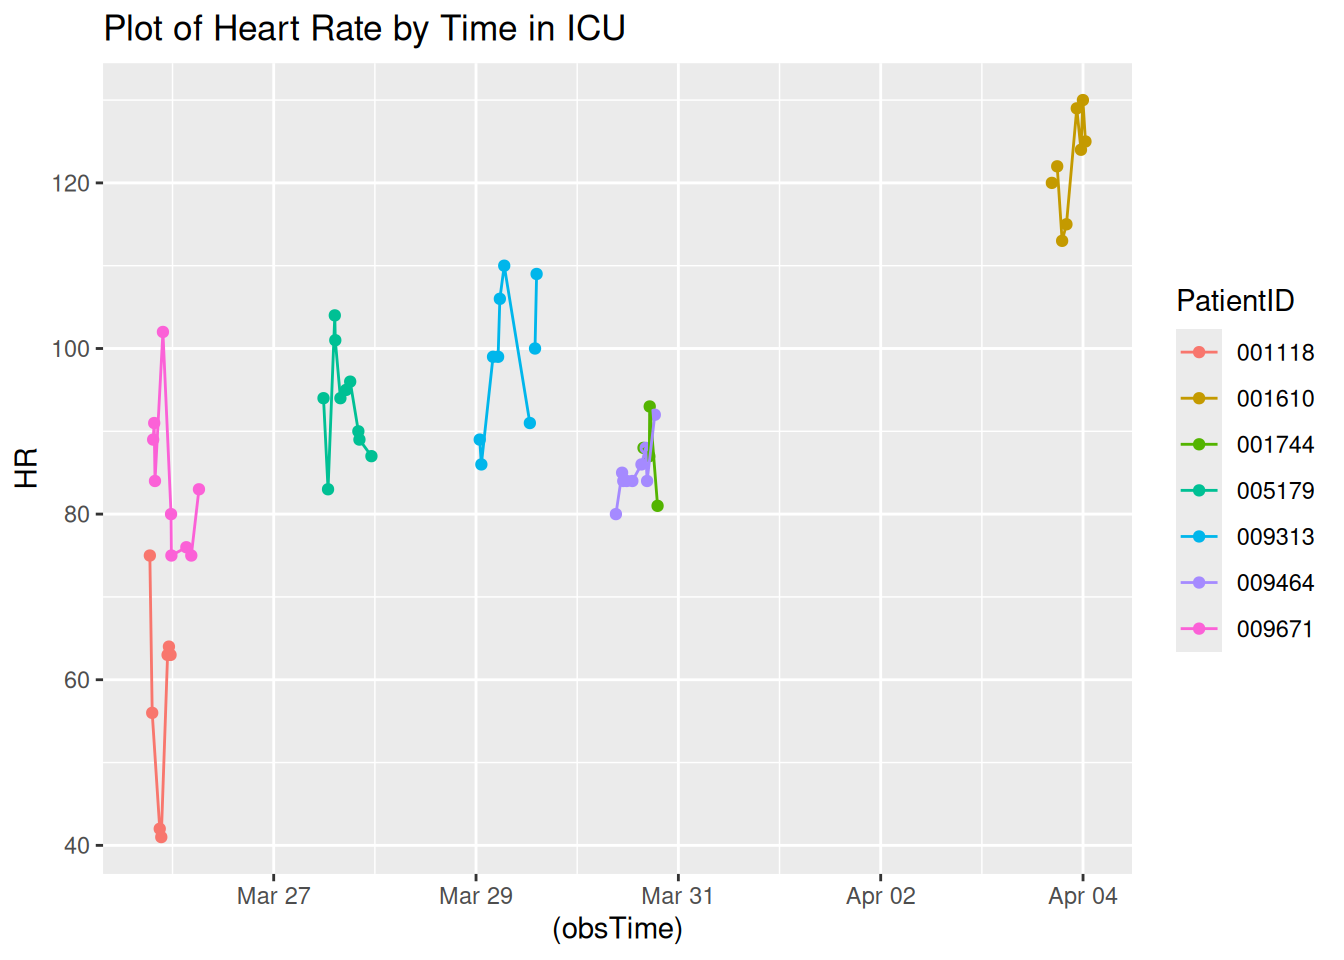 Plot of Heart Rate by Time in ICU
HR
120
100
80
60
40
Mar 27
Mar 29
Mar 31
Apr 02
Apr 04
(obsTime)
PatientID
001118
001610
001744
005179
009313
009464
009671